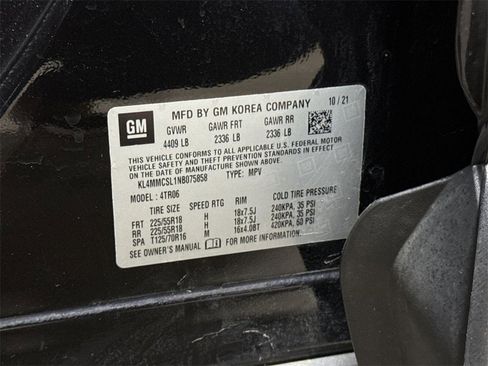 GM
MFD BY GM KOREA COMPANY 10 / 21
GVWR GAWR FRT GAWR RR
4409 LB 2336 LB 2336 LB
THIS VEHICLE CONFORMS TO ALL APPLICABLE U.S. FEDERAL MOTOR
VEHICLE SAFETY, BUMPER, AND THEFT PREVENTION STANDARDS IN
EFFECT ON THE DATE OF MANUFACTURE SHOWN ABOVE.
KL4MMCSL1NB075858 TYPE: MPV
MODEL : 4TR06
TIRE SIZE SPEED RTG RIM COLD TIRE PRESSURE
FRT 225/55R18 H 18x7.5J 240KPA, 35 PSI
RR 225/55R18 H 18x7.5J 240KPA, 35 PSI
SPA T125/70R16 M 16x4.0BT 420KPA, 60 PSI
SEE OWNER'S MANUAL FOR MORE INFORMATION.